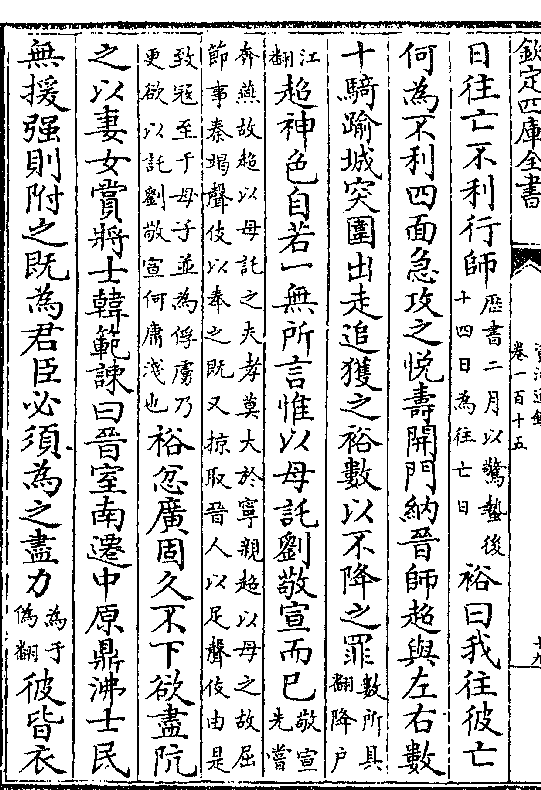 欽定四庫全書
資治通鑑
卷一百十五
十九
日往亡不利行師歷書二月以驚蟄後十四日為往亡日裕曰我往彼亡
何為不利四面急攻之悅壽開門納晉師超與左右數
十騎踰城突圍出走追獲之裕數以不降之罪數所具翻降户
江翻超神色自若一無所言惟以母託劉敬宣而已敬宣先嘗
奔燕故超以母託之夫孝莫大於寧親超以母之故屈
節事秦竭聲伎以奉之既又掠取晉人以足聲伎由是
致冦至于母子並為俘虜乃更欲以託劉敬宣何庸淺也裕忿廣固久不下欲盡阬
之以妻女賞將士韓範諫曰晉室南遷中原鼎沸士民
無援强則附之既為君臣必須為之盡力為于偽翻彼皆衣